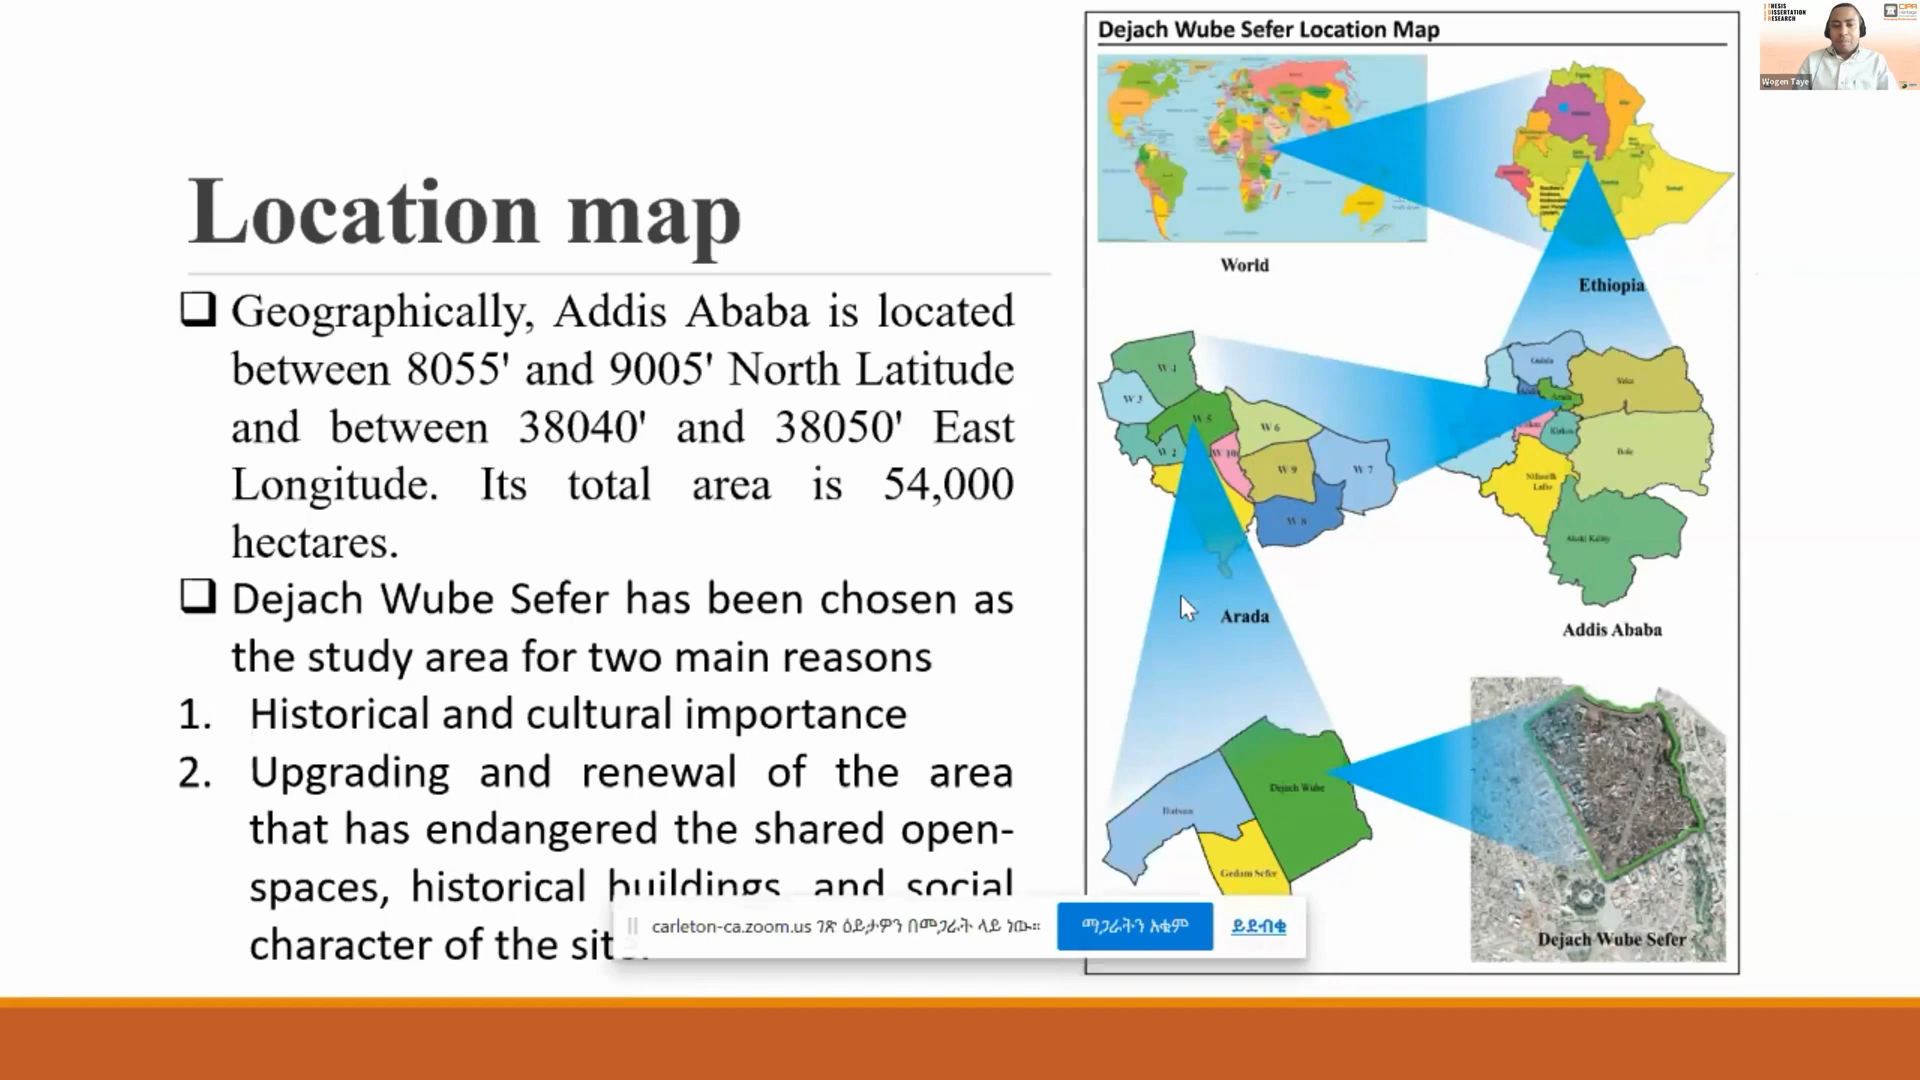 Location map
❑ Geographically, Addis Ababa is located
between 8055' and 9005' North Latitude
and between 38040' and 38050' East
Longitude. Its total area is 54,000
hectares.
❑ Dejach Wube Sefer has been chosen as
the study area for two main reasons
1. Historical and cultural importance
2. Upgrading and renewal of the area
that has endangered the shared open-
spaces, historical buildings, and social
character of the site.
Dejach Wube Sefer Location Map
World
Ethiopia
Somali
W 1
W 3
W 5
W 2
W 10
W 6
W 9
W 7
W 8
Arada
Gulele
Yeka
Arada
Kirkos
Bole
Nifassilk
Lafto
Akaki Kality
Addis Ababa
Dejach Wube
Gedam Sefer
Dejach Wube Sefer
carleton-ca.zoom.us ገጽ ዕይታዎን በመጋራት ላይ ነው።
ማጋራትን አቁም
ይደብቁ
THESIS
DISSERTATION
RESEARCH
CIPA
Wogen Taye